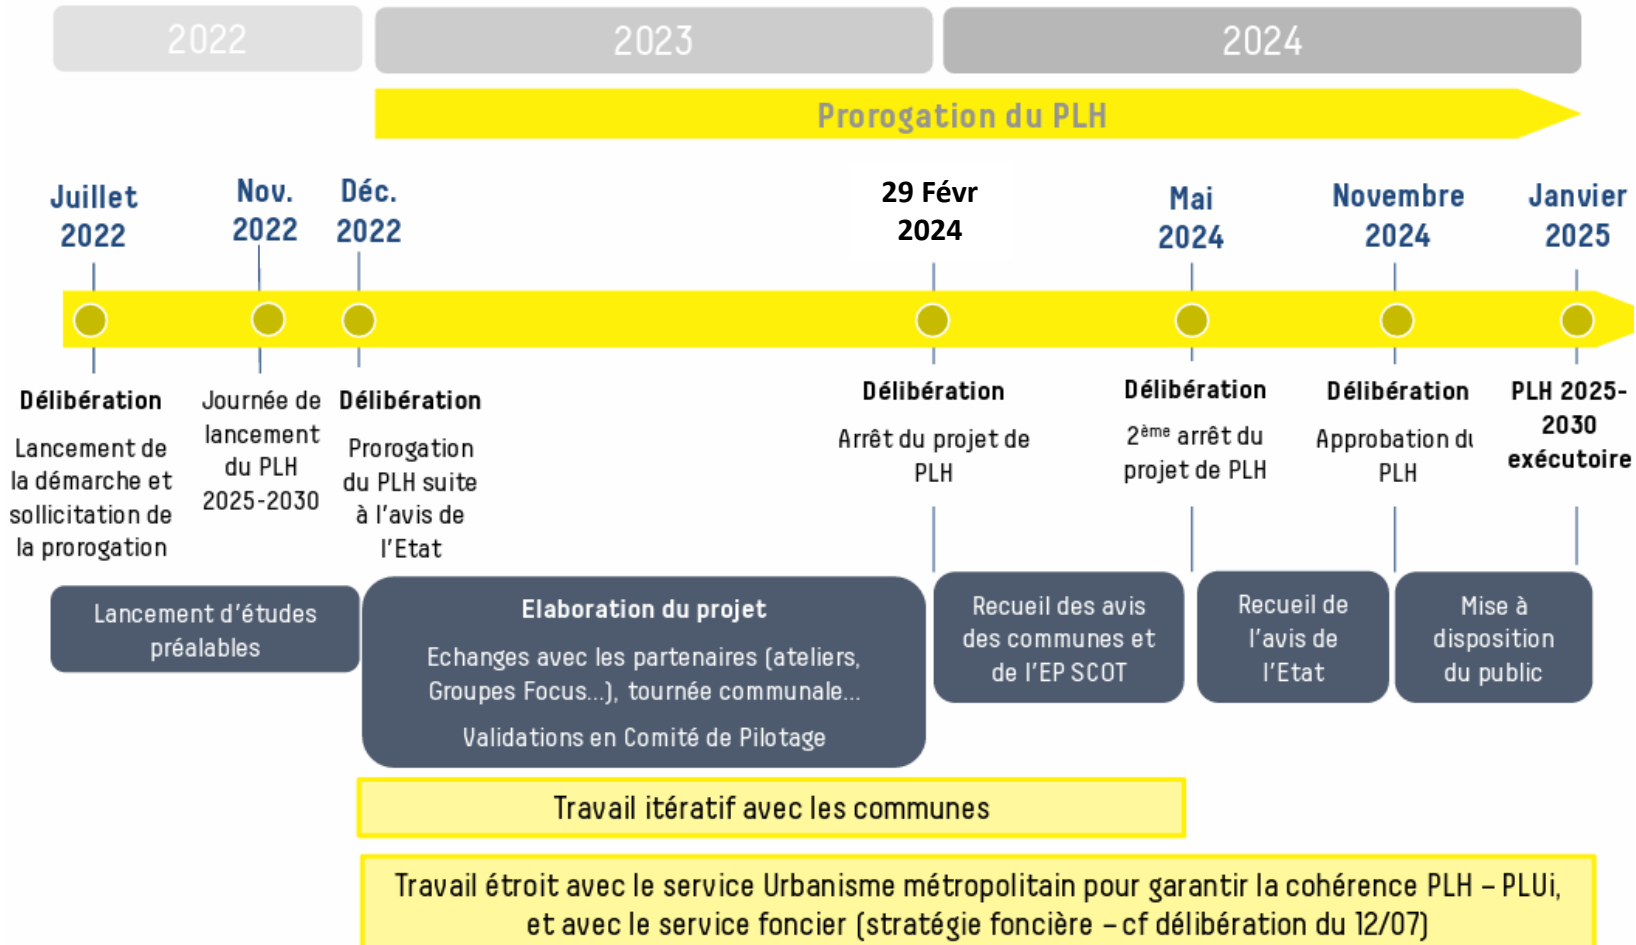 2022
2023
2024
Prorogation du PLH
Juillet
2022
Nov.
2022
Déc.
2022
29 Févr
2024
Mai
2024
Novembre
2024
Janvier
2025
Délibération
Lancement de
la démarche et
sollicitation de
la prorogation
Journée de
lancement
du PLH
2025-2030
Délibération
Prorogation
du PLH suite
à l'avis de
l'Etat
Délibération
Arrêt du projet de
PLH
Délibération
2ème arrêt du
projet de PLH
Délibération
Approbation du
PLH
PLH 2025-
2030
exécutoire
Lancement d'études
préalables
Elaboration du projet
Echanges avec les partenaires (ateliers,
Groupes Focus...), tournée communale...
Validations en Comité de Pilotage
Recueil des avis
des communes et
de l'EP SCOT
Recueil de
l'avis de
l'Etat
Mise à
disposition
du public
Travail itératif avec les communes
Travail étroit avec le service Urbanisme métropolitain pour garantir la cohérence PLH – PLUi,
et avec le service foncier (stratégie foncière – cf délibération du 12/07)